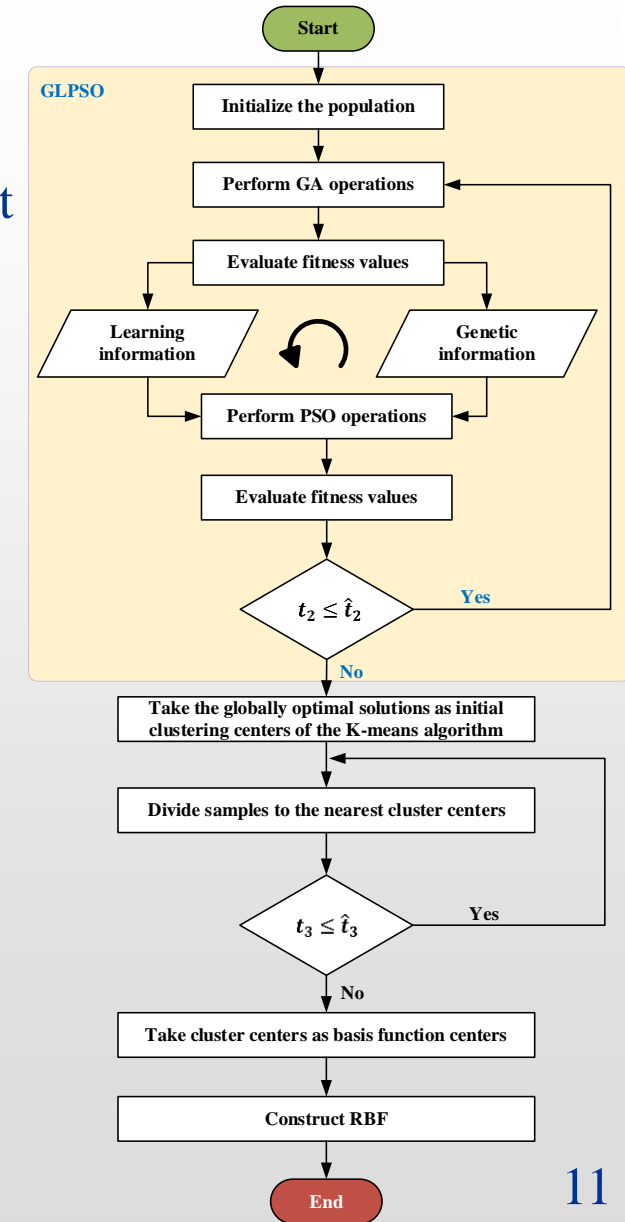 Start
GLPSO
Initialize the population
t
Perform GA operations
Evaluate fitness values
Learning
information
Genetic
information
Perform PSO operations
Evaluate fitness values
t₂ ≤ t̂₂
Yes
No
Take the globally optimal solutions as initial
clustering centers of the K-means algorithm
Divide samples to the nearest cluster centers
t₃ ≤ t̂₃
Yes
No
Take cluster centers as basis function centers
Construct RBF
End
11